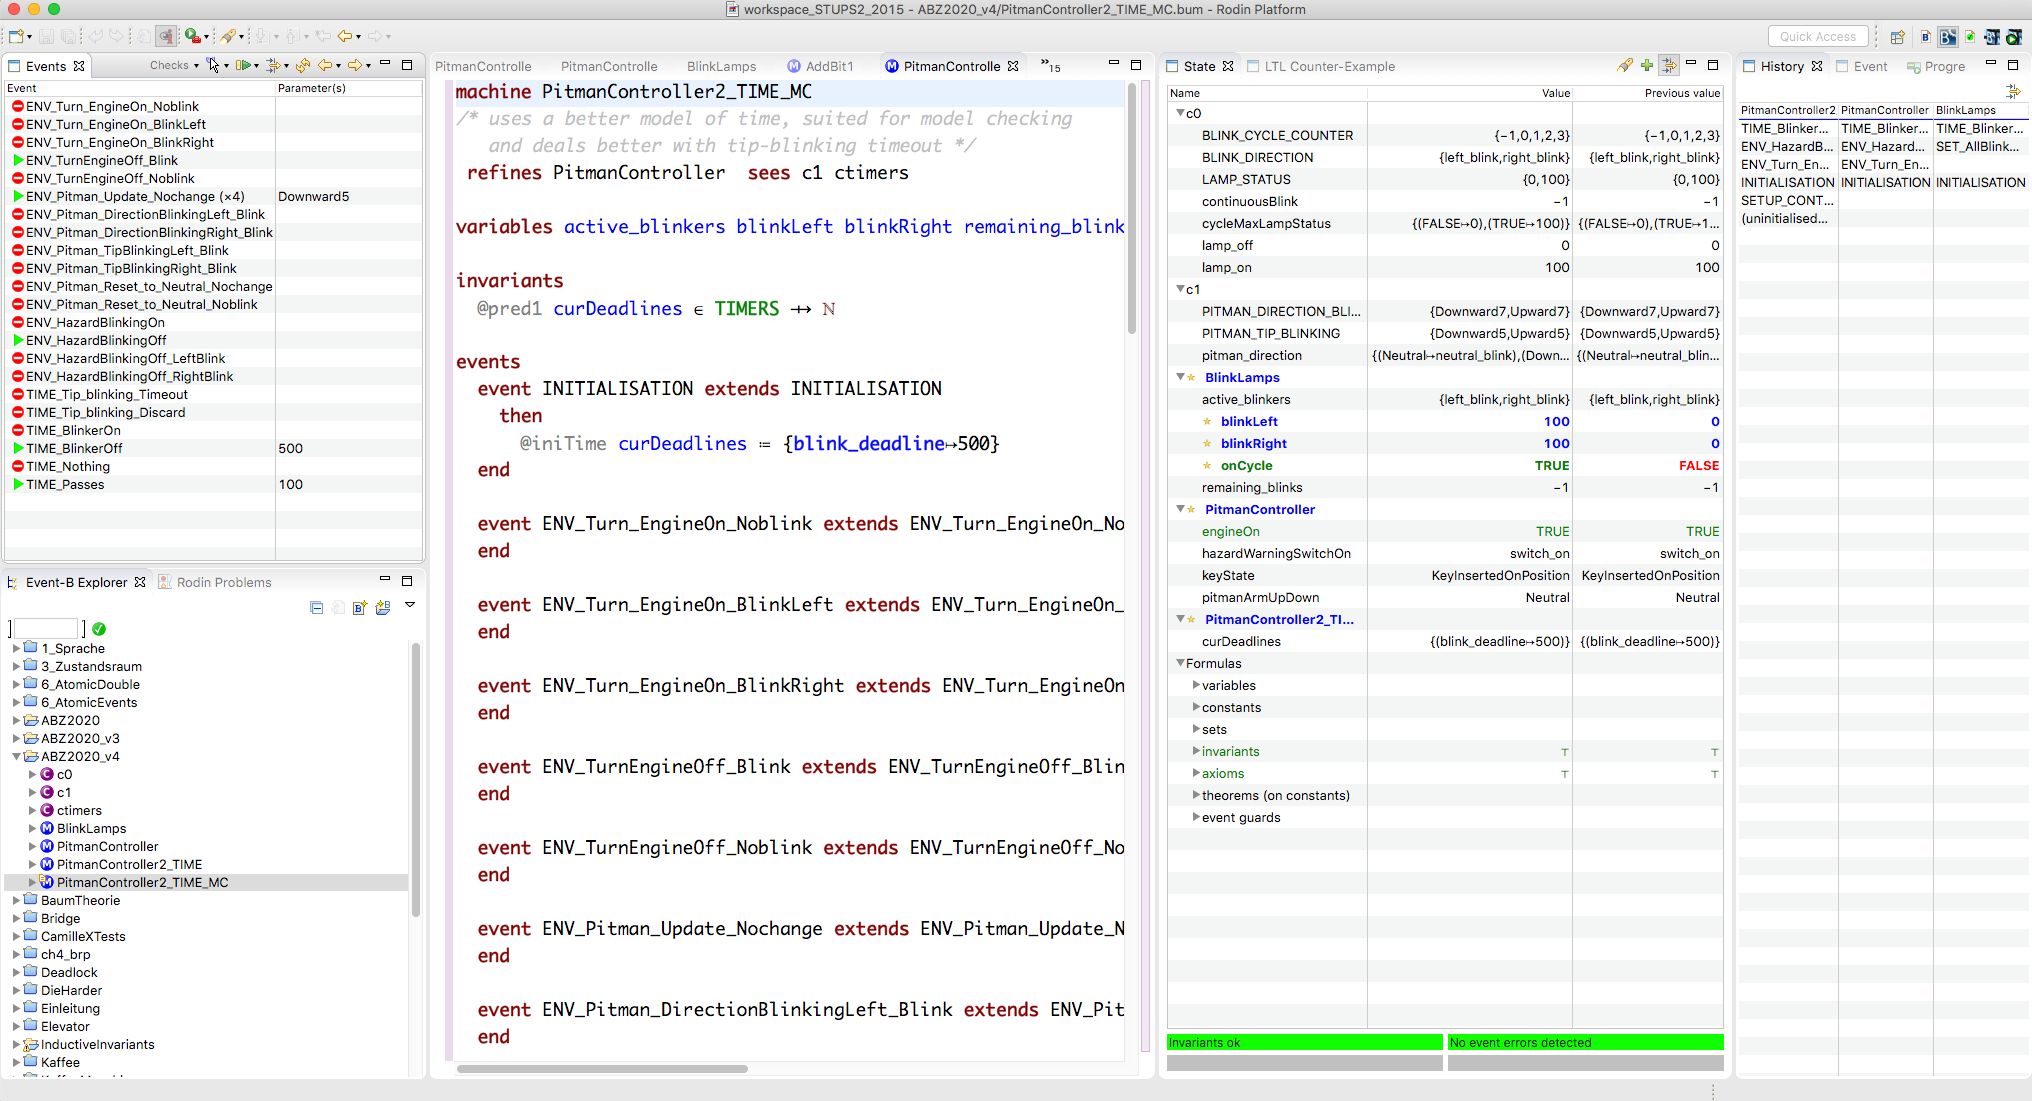 workspace_STUPS2_2015 - ABZ2020_v4/PitmanController2_TIME_MC.bum - Rodin Platform
Quick Access
Events
Checks
Event Parameter(s)
ENV_Turn_EngineOn_Noblink
ENV_Turn_EngineOn_BlinkLeft
ENV_Turn_EngineOn_BlinkRight
ENV_TurnEngineOff_Blink
ENV_TurnEngineOff_Noblink
ENV_Pitman_Update_Nochange (×4) Downward5
ENV_Pitman_DirectionBlinkingLeft_Blink
ENV_Pitman_DirectionBlinkingRight_Blink
ENV_Pitman_TipBlinkingLeft_Blink
ENV_Pitman_TipBlinkingRight_Blink
ENV_Pitman_Reset_to_Neutral_Nochange
ENV_Pitman_Reset_to_Neutral_Noblink
ENV_HazardBlinkingOn
ENV_HazardBlinkingOff
ENV_HazardBlinkingOff_LeftBlink
ENV_HazardBlinkingOff_RightBlink
TIME_Tip_blinking_Timeout
TIME_Tip_blinking_Discard
TIME_BlinkerOn
TIME_BlinkerOff 500
TIME_Nothing
TIME_Passes 100
Event-B Explorer Rodin Problems
1_Sprache
3_Zustandsraum
6_AtomicDouble
6_AtomicEvents
ABZ2020
ABZ2020_v3
ABZ2020_v4
c0
c1
ctimers
BlinkLamps
PitmanController
PitmanController2_TIME
PitmanController2_TIME_MC
BaumTheorie
Bridge
CamilleXTests
ch4_brp
Deadlock
DieHarder
Einleitung
Elevator
InductiveInvariants
Kaffee
PitmanControlle PitmanControlle BlinkLamps AddBit1 PitmanControlle »15
machine PitmanController2_TIME_MC
/* uses a better model of time, suited for model checking
and deals better with tip-blinking timeout */
refines PitmanController sees c1 ctimers
variables active_blinkers blinkLeft blinkRight remaining_blink
invariants
@pred1 curDeadlines ∈ TIMERS ⇸ ℕ
events
event INITIALISATION extends INITIALISATION
then
@iniTime curDeadlines ≔ {blink_deadline↦500}
end
event ENV_Turn_EngineOn_Noblink extends ENV_Turn_EngineOn_No
end
event ENV_Turn_EngineOn_BlinkLeft extends ENV_Turn_EngineOn_
end
event ENV_Turn_EngineOn_BlinkRight extends ENV_Turn_EngineOn
end
event ENV_TurnEngineOff_Blink extends ENV_TurnEngineOff_Blin
end
event ENV_TurnEngineOff_Noblink extends ENV_TurnEngineOff_No
end
event ENV_Pitman_Update_Nochange extends ENV_Pitman_Update_N
end
event ENV_Pitman_DirectionBlinkingLeft_Blink extends ENV_Pit
end
State LTL Counter-Example
Name Value Previous value
c0
BLINK_CYCLE_COUNTER {−1,0,1,2,3} {−1,0,1,2,3}
BLINK_DIRECTION {left_blink,right_blink} {left_blink,right_blink}
LAMP_STATUS {0,100} {0,100}
continuousBlink −1 −1
cycleMaxLampStatus {(FALSE↦0),(TRUE↦100)} {(FALSE↦0),(TRUE↦1...
lamp_off 0 0
lamp_on 100 100
c1
PITMAN_DIRECTION_BLI... {Downward7,Upward7} {Downward7,Upward7}
PITMAN_TIP_BLINKING {Downward5,Upward5} {Downward5,Upward5}
pitman_direction {(Neutral↦neutral_blink),(Down... {(Neutral↦neutral_blin...
BlinkLamps
active_blinkers {left_blink,right_blink} {left_blink,right_blink}
blinkLeft 100 0
blinkRight 100 0
onCycle TRUE FALSE
remaining_blinks −1 −1
PitmanController
engineOn TRUE TRUE
hazardWarningSwitchOn switch_on switch_on
keyState KeyInsertedOnPosition KeyInsertedOnPosition
pitmanArmUpDown Neutral Neutral
PitmanController2_TI...
curDeadlines {(blink_deadline↦500)} {(blink_deadline↦500)}
Formulas
variables
constants
sets
invariants ⊤ ⊤
axioms ⊤ ⊤
theorems (on constants)
event guards
Invariants ok No event errors detected
History Event Progre
PitmanController2 PitmanController BlinkLamps
TIME_Blinker... TIME_Blinker... TIME_Blinker...
ENV_HazardB... ENV_Hazard... SET_AllBlink...
ENV_Turn_En... ENV_Turn_En...
INITIALISATION INITIALISATION INITIALISATION
SETUP_CONT...
(uninitialised...